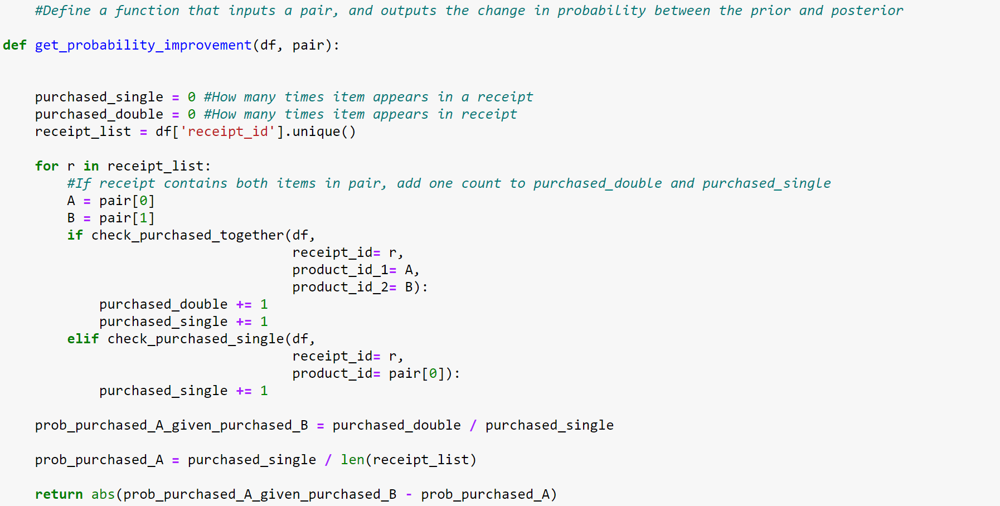 #Define a function that inputs a pair, and outputs the change in probability between the prior and posterior
def get_probability_improvement(df, pair):
purchased_single = 0 #How many times item appears in a receipt
purchased_double = 0 #How many times item appears in receipt
receipt_list = df['receipt_id'].unique()
for r in receipt_list:
#If receipt contains both items in pair, add one count to purchased_double and purchased_single
A = pair[0]
B = pair[1]
if check_purchased_together(df,
receipt_id= r,
product_id_1= A,
product_id_2= B):
purchased_double += 1
purchased_single += 1
elif check_purchased_single(df,
receipt_id= r,
product_id= pair[0]):
purchased_single += 1
prob_purchased_A_given_purchased_B = purchased_double / purchased_single
prob_purchased_A = purchased_single / len(receipt_list)
return abs(prob_purchased_A_given_purchased_B - prob_purchased_A)